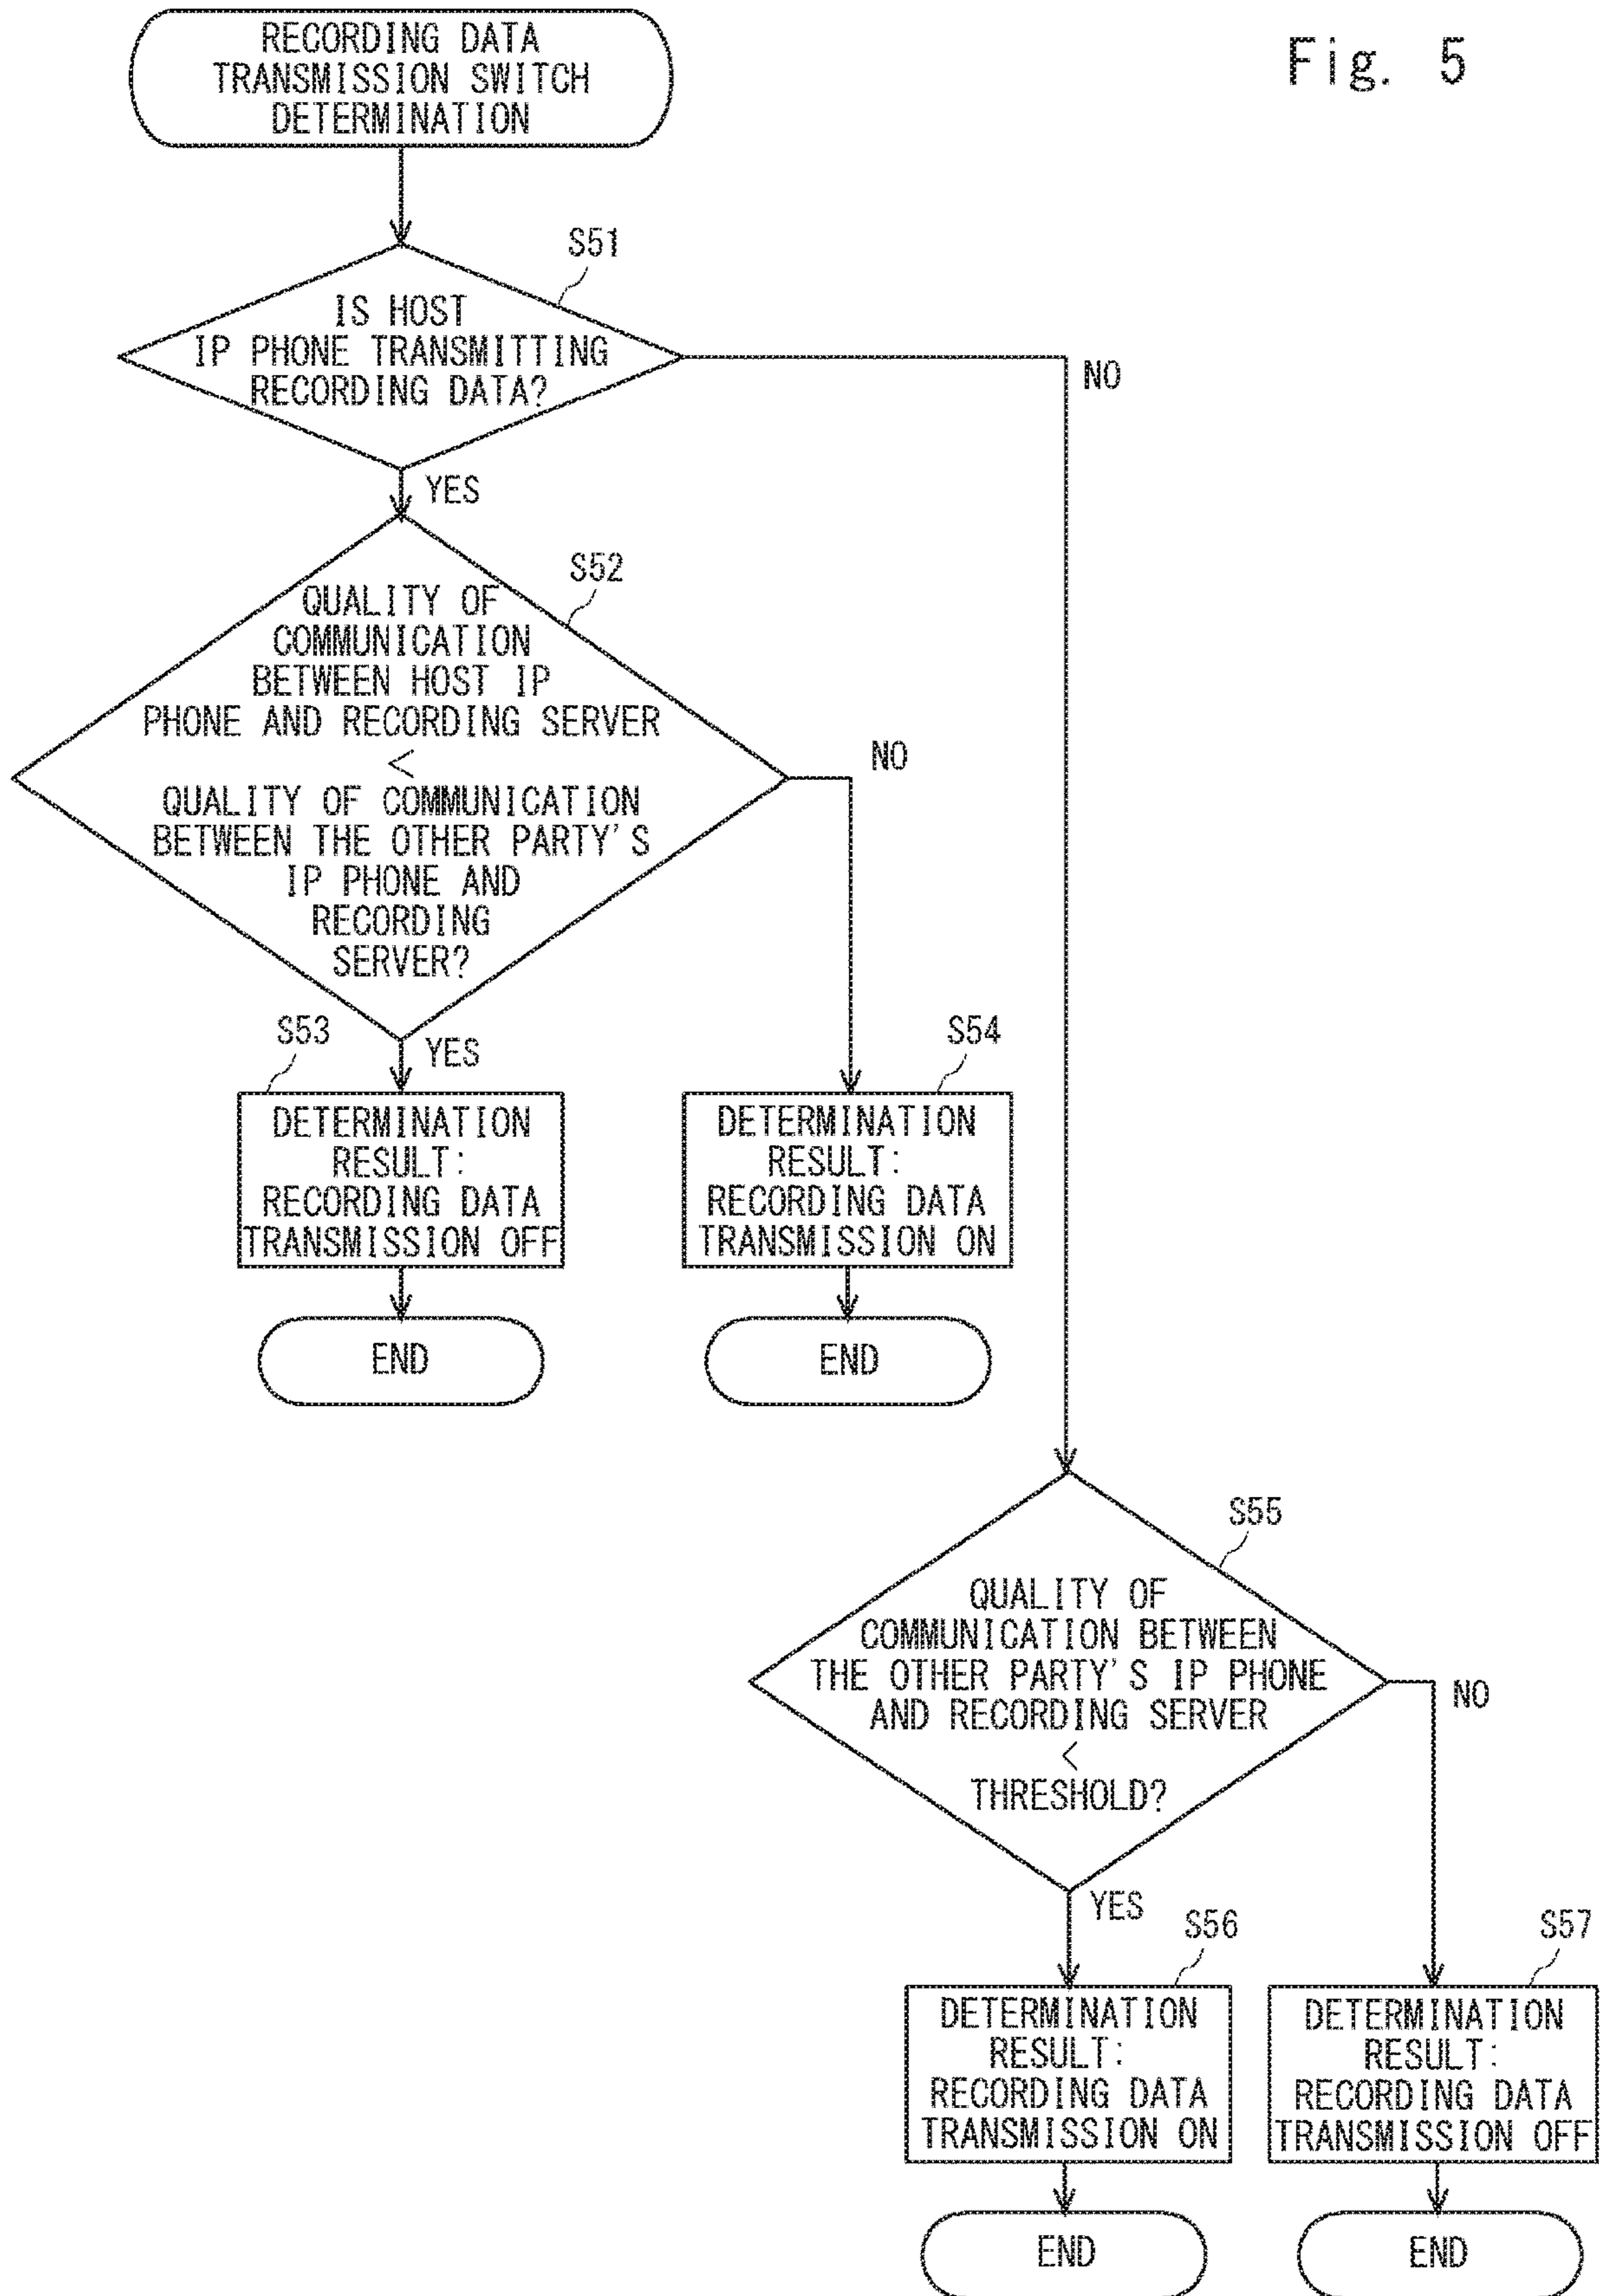 Fig. 5
RECORDING DATA
TRANSMISSION SWITCH
DETERMINATION
S51
IS HOST
IP PHONE TRANSMITTING
RECORDING DATA?
NO
YES
S52
QUALITY OF
COMMUNICATION
BETWEEN HOST IP
PHONE AND RECORDING SERVER
<
QUALITY OF COMMUNICATION
BETWEEN THE OTHER PARTY'S
IP PHONE AND
RECORDING
SERVER?
NO
YES
S53
DETERMINATION
RESULT:
RECORDING DATA
TRANSMISSION OFF
END
S54
DETERMINATION
RESULT:
RECORDING DATA
TRANSMISSION ON
END
S55
QUALITY OF
COMMUNICATION BETWEEN
THE OTHER PARTY'S IP PHONE
AND RECORDING SERVER
<
THRESHOLD?
NO
YES
S56
DETERMINATION
RESULT:
RECORDING DATA
TRANSMISSION ON
END
S57
DETERMINATION
RESULT:
RECORDING DATA
TRANSMISSION OFF
END